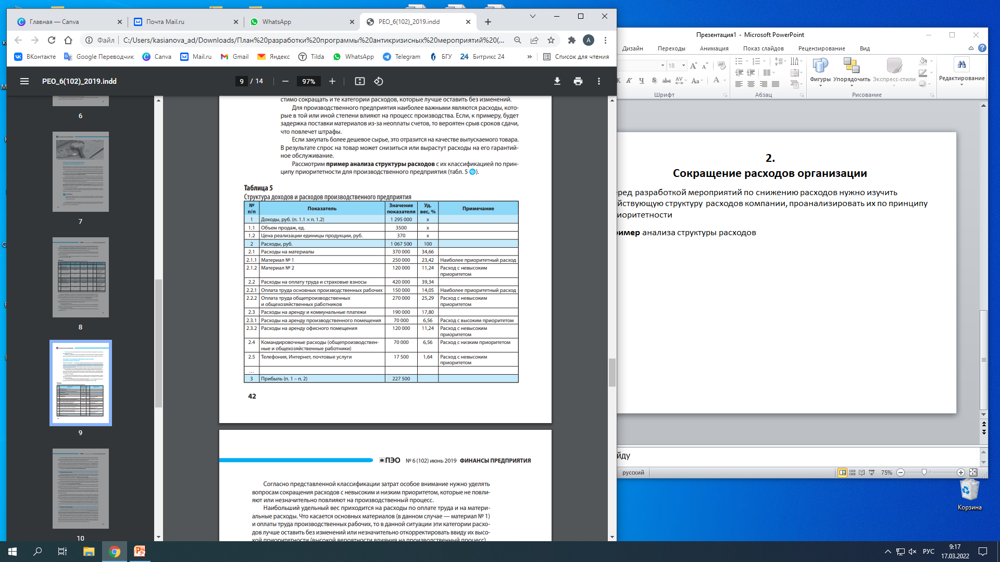 Главная — Canva
Почта Mail.ru
WhatsApp
PEO_6(102)_2019.indd
Файл
C:/Users/kasianova_ad/Downloads/План%20разработки%20программы%20антикризисных%20мероприятий%20(...
A
ВКонтакте
Google Переводчик
Canva
Mail.ru
Gmail
Яндекс
Tilda
WhatsApp
Telegram
БГУ
24 Битрикс 24
»
Список для чтения
PEO_6(102)_2019.indd
9 / 14
97%
6
7
8
9
10
стимо сокращать и те категории расходов, которые лучше оставить без изменений.
Для производственного предприятия наиболее важными являются расходы, кото-
рые в той или иной степени влияют на процесс производства. Если, к примеру, будет
задержка поставки материалов из-за неоплаты счетов, то вероятен срыв сроков сдачи,
что повлечет штрафы.
Если закупать более дешевое сырье, это отразится на качестве выпускаемого товара.
В результате спрос на товар может снизиться или вырастут расходы на его гарантий-
ное обслуживание.
Рассмотрим пример анализа структуры расходов с их классификацией по прин-
ципу приоритетности для производственного предприятия (табл. 5 ).
Таблица 5
Структура доходов и расходов производственного предприятия
№ п/п Показатель Значение показателя Уд. вес, % Примечание
1 Доходы, руб. (п. 1.1 × п. 1.2) 1 295 000 х
1.1 Объем продаж, ед. 3500 х
1.2 Цена реализации единицы продукции, руб. 370 х
2 Расходы, руб. 1 067 500 100
2.1 Расходы на материалы 370 000 34,66
2.1.1 Материал № 1 250 000 23,42 Наиболее приоритетный расход
2.1.2 Материал № 2 120 000 11,24 Расход с невысоким
приоритетом
2.2 Расходы на оплату труда и страховые взносы 420 000 39,34
2.2.1 Оплата труда основных производственных рабочих 150 000 14,05 Наиболее приоритетный расход
2.2.2 Оплата труда общепроизводственных 270 000 25,29 Расход с невысоким
и общехозяйственных работников приоритетом
2.3 Расходы на аренду и коммунальные платежи 190 000 17,80
2.3.1 Расходы на аренду производственного помещения 70 000 6,56 Расход с высоким приоритетом
2.3.2 Расходы на аренду офисного помещения 120 000 11,24 Расход с невысоким
приоритетом
2.4 Командировочные расходы (общепроизводствен- 70 000 6,56 Расход с низким приоритетом
ные и общехозяйственные работники)
2.5 Телефония, Интернет, почтовые услуги 17 500 1,64 Расход с невысоким
приоритетом
...
3 Прибыль (п. 1 – п. 2) 227 500
42
ПЭО № 6 (102) июнь 2019 ФИНАНСЫ ПРЕДПРИЯТИЯ
Согласно представленной классификации затрат особое внимание нужно уделять
вопросам сокращения расходов с невысоким и низким приоритетом, которые не повли-
яют или незначительно повлияют на производственный процесс.
Наибольший удельный вес приходится на расходы по оплате труда и на матери-
альные расходы. Что касается основных материалов (в данном случае — материал № 1)
и оплаты труда производственных рабочих, то в данной ситуации эти категории расхо-
дов лучше оставить без изменений или незначительно откорректировать ввиду их высо-
кой приоритетности (высокой вероятности влияния на производственный процесс).
Презентация1 - Microsoft PowerPoint
Дизайн Переходы Анимация Показ слайдов Рецензирование Вид
18
К Ч S abc AV Aa A
Фигуры Упорядочить Экспресс-стили Редактирование
Шрифт Абзац Рисование
2.
Сокращение расходов организации
еред разработкой мероприятий по снижению расходов нужно изучить
йствующую структуру расходов компании, проанализировать их по принципу
иоритетности
имер анализа структуры расходов
йду
русский
75%
Корзина
РУС
9:17
17.03.2022